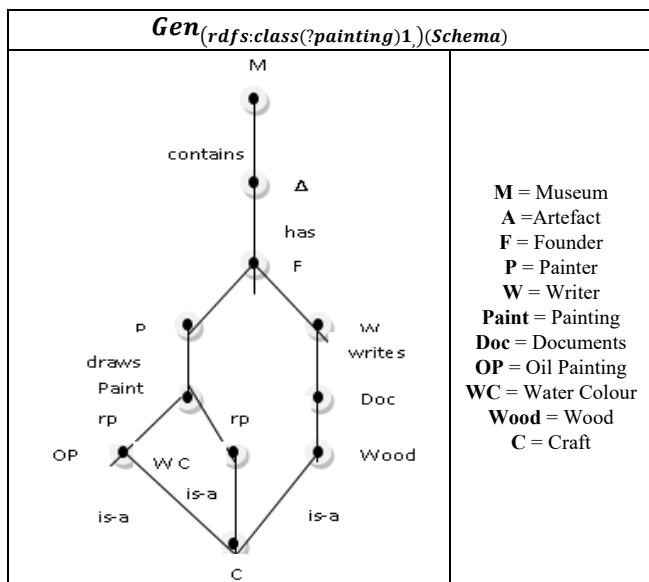 Gen(rdfs:class(?painting)1,)(Schema)
M
contains
A
has
F
P
W
writes
draws
Paint
Doc
rp
rp
OP
WC
Wood
is-a
is-a
is-a
C
M = Museum
A =Artefact
F = Founder
P = Painter
W = Writer
Paint = Painting
Doc = Documents
OP = Oil Painting
WC = Water Colour
Wood = Wood
C = Craft